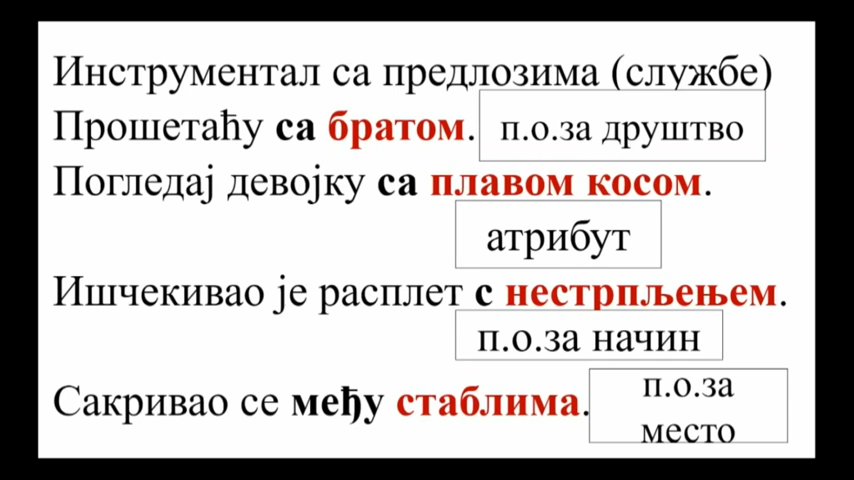 Инструментал са предлозима (службе)
Прошетаћу са братом. п.о.за друштво
Погледај девојку са плавом косом.
атрибут
Ишчекивао је расплет с нестрпљењем.
п.о.за начин
Сакривао се међу стаблима. п.о.за
место